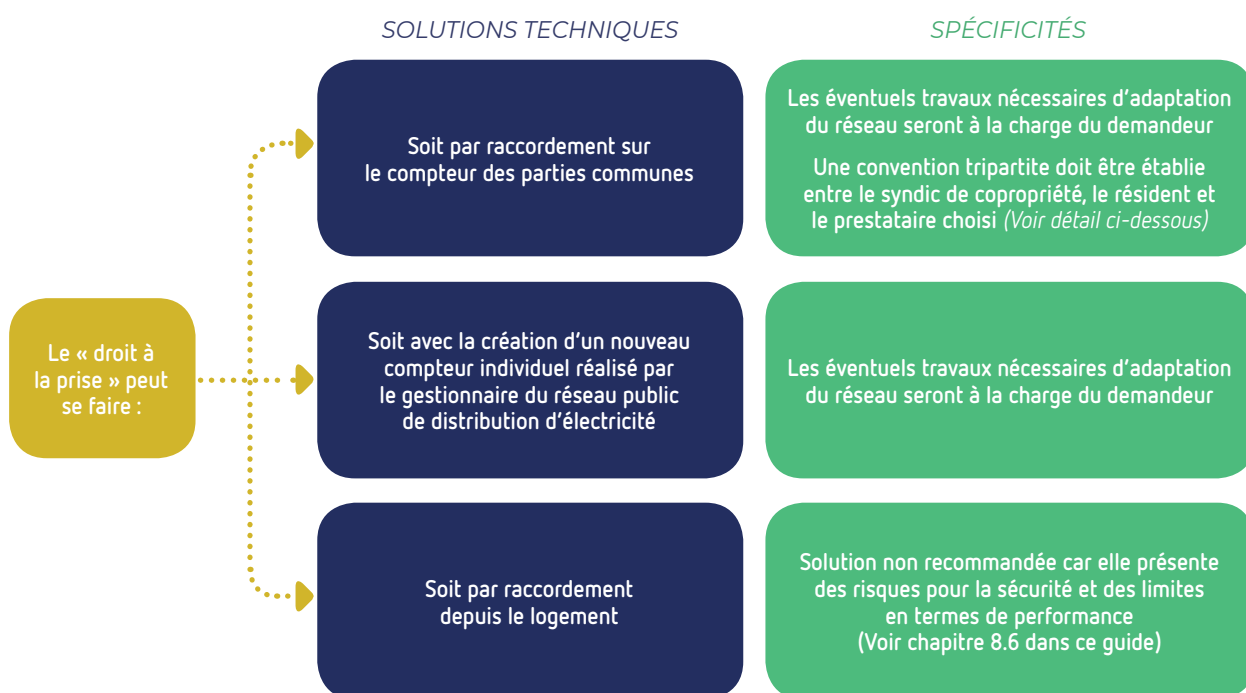 SOLUTIONS TECHNIQUES
SPÉCIFICITÉS
Le « droit à
la prise » peut
se faire :
Soit par raccordement sur
le compteur des parties communes
Les éventuels travaux nécessaires d'adaptation
du réseau seront à la charge du demandeur
Une convention tripartite doit être établie
entre le syndic de copropriété, le résident et
le prestataire choisi (Voir détail ci-dessous)
Soit avec la création d'un nouveau
compteur individuel réalisé par
le gestionnaire du réseau public
de distribution d'électricité
Les éventuels travaux nécessaires d'adaptation
du réseau seront à la charge du demandeur
Soit par raccordement
depuis le logement
Solution non recommandée car elle présente
des risques pour la sécurité et des limites
en termes de performance
(Voir chapitre 8.6 dans ce guide)